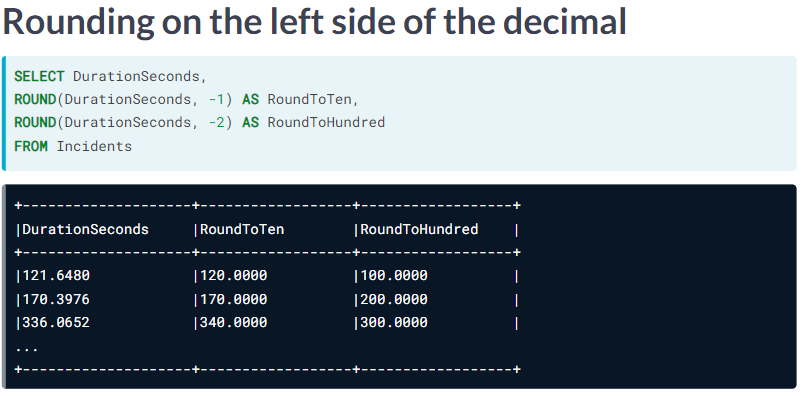 Rounding on the left side of the decimal
SELECT DurationSeconds,
ROUND(DurationSeconds, -1) AS RoundToTen,
ROUND(DurationSeconds, -2) AS RoundToHundred
FROM Incidents
+--------------------+------------------+------------------+
|DurationSeconds     |RoundToTen        |RoundToHundred    |
+--------------------+------------------+------------------+
|121.6480            |120.0000          |100.0000          |
|170.3976            |170.0000          |200.0000          |
|336.0652            |340.0000          |300.0000          |
...
+--------------------+------------------+------------------+